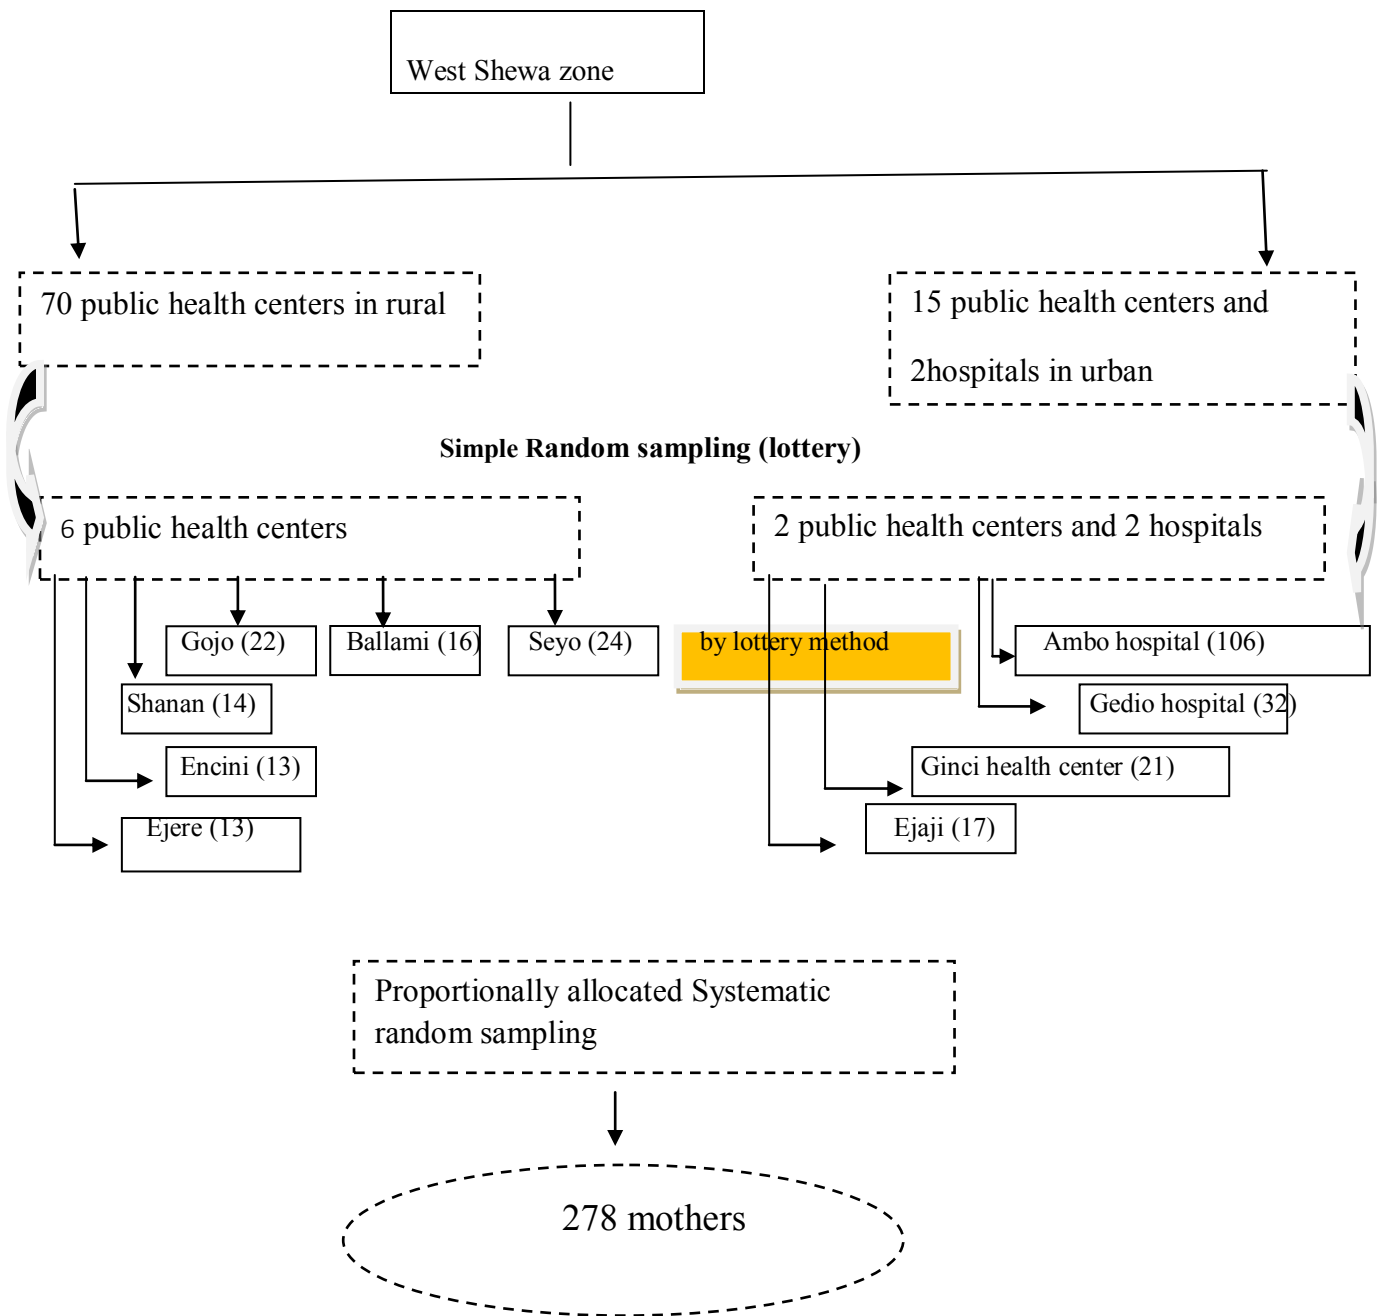 West Shewa zone
70 public health centers in rural
15 public health centers and
2hospitals in urban
Simple Random sampling (lottery)
6 public health centers
2 public health centers and 2 hospitals
Gojo (22)
Ballami (16)
Seyo (24)
by lottery method
Ambo hospital (106)
Shanan (14)
Gedio hospital (32)
Encini (13)
Ginci health center (21)
Ejere (13)
Ejaji (17)
Proportionally allocated Systematic
random sampling
278 mothers